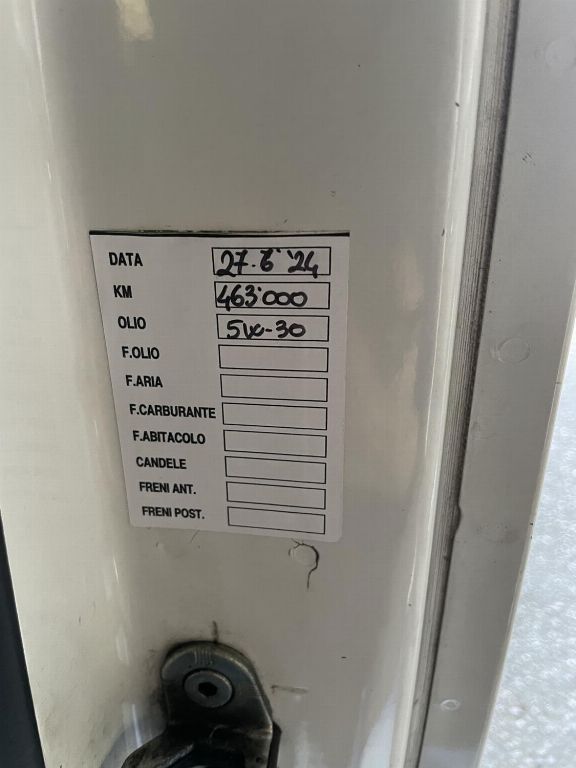 DATA 27.6'24
KM 463'000
OLIO 5W-30
F.OLIO
F.ARIA
F.CARBURANTE
F.ABITACOLO
CANDELE
FRENI ANT.
FRENI POST.